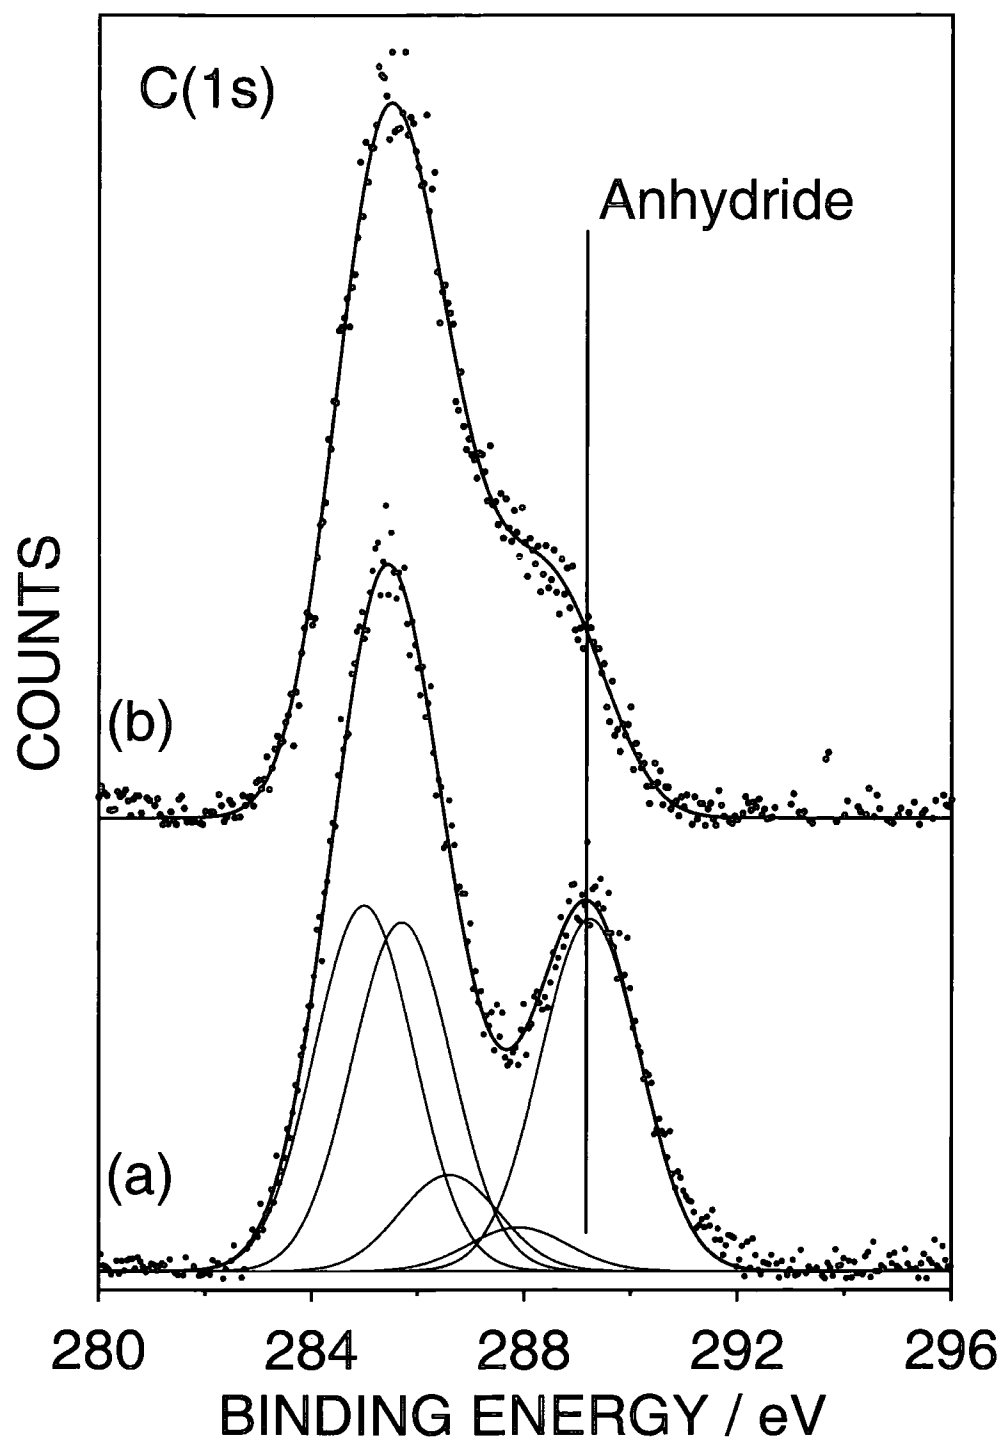 C(1s)
Anhydride
COUNTS
(b)
(a)
280 284 288 292 296
BINDING ENERGY / eV